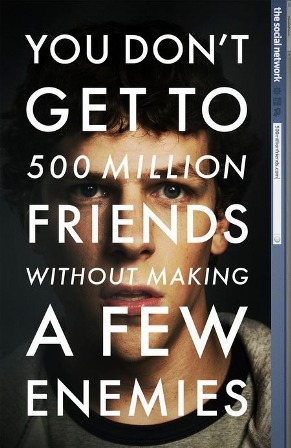 YOU DON'T
GET TO
500 MILLION
FRIENDS
WITHOUT MAKING
A FEW
ENEMIES
the social network